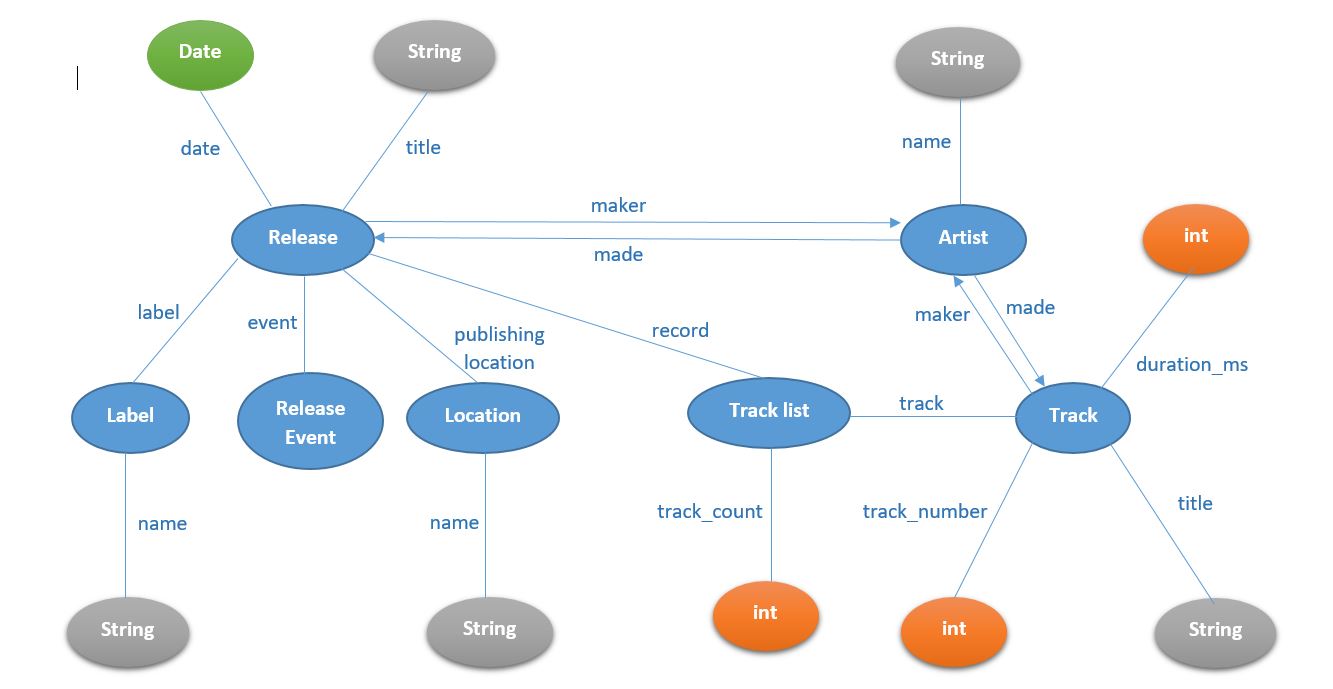 Date
String
String
date
title
name
maker
Release
Artist
int
made
label
event
publishing
location
record
maker
made
duration_ms
Label
Release
Event
Location
Track list
track
Track
name
name
track_count
track_number
title
String
String
int
int
String